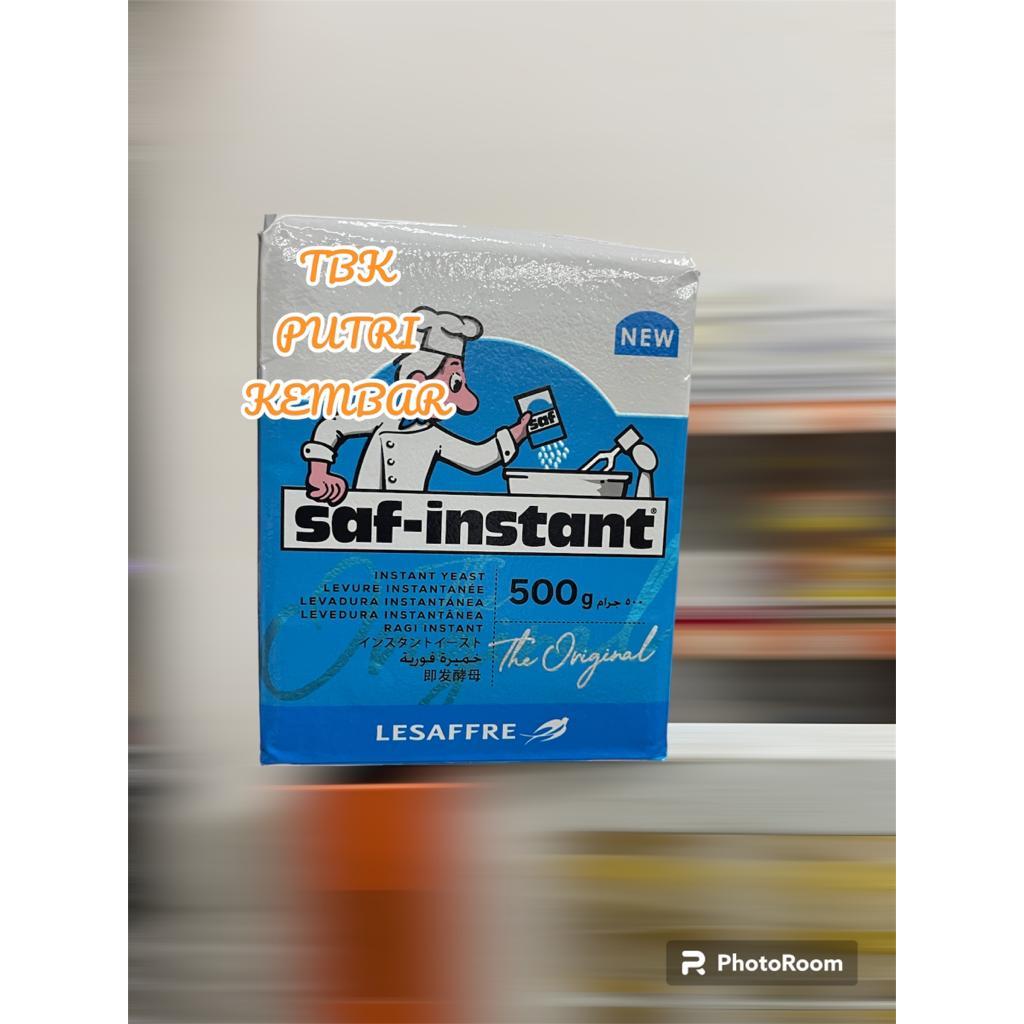 TBK
PUTRI
KEMBAR
NEW
saf
saf-instant®
INSTANT YEAST
LEVURE INSTANTANÉE
LEVADURA INSTANTÁNEA
LEVEDURA INSTANTÂNEA
RAGI INSTANT
インスタントイースト
خميرة فورية
即发酵母
500g ٥٠٠ جرام
The Original
LESAFFRE
PhotoRoom